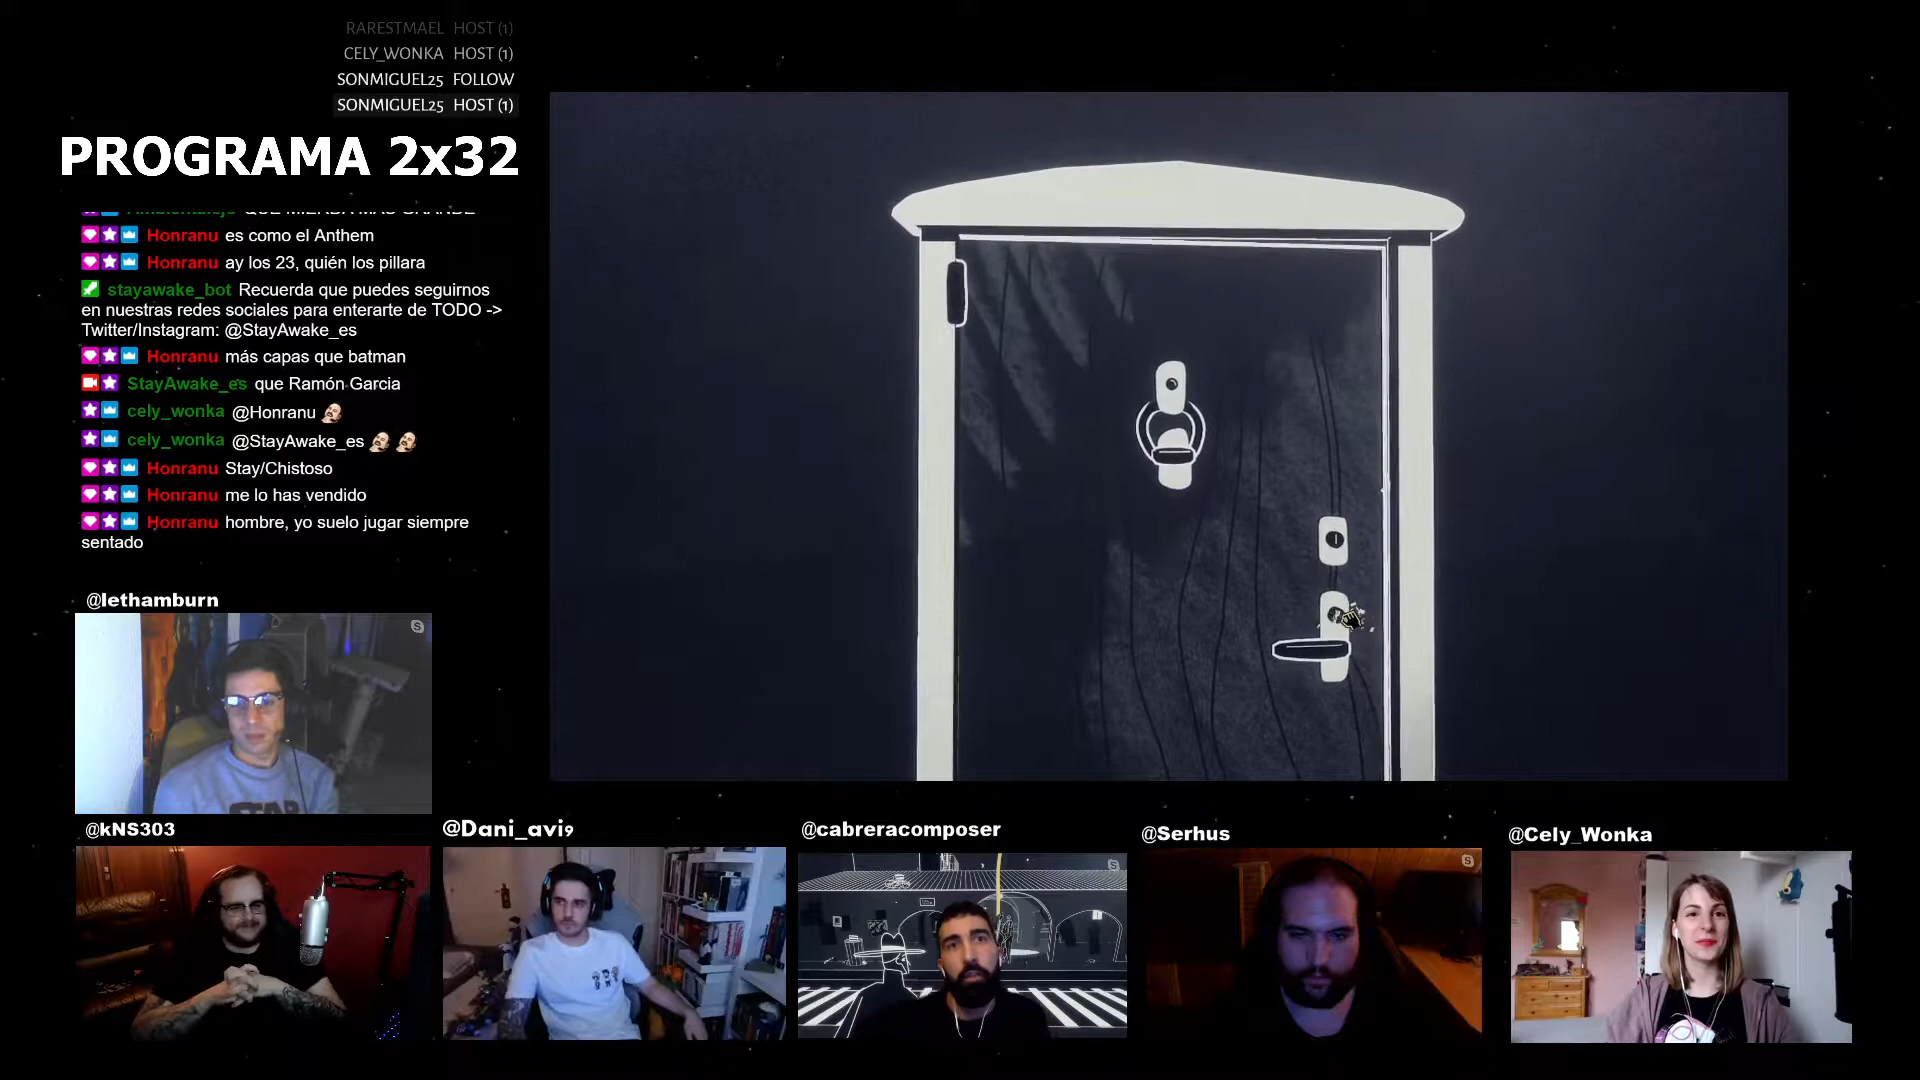 RARESTMAEL HOST (1)
CELY_WONKA HOST (1)
SONMIGUEL25 FOLLOW
SONMIGUEL25 HOST (1)
PROGRAMA 2x32
Honranu es como el Anthem
Honranu ay los 23, quién los pillara
stayawake_bot Recuerda que puedes seguirnos
en nuestras redes sociales para enterarte de TODO ->
Twitter/Instagram: @StayAwake_es
Honranu más capas que batman
StayAwake_es que Ramón Garcia
cely_wonka @Honranu
cely_wonka @StayAwake_es
Honranu Stay/Chistoso
Honranu me lo has vendido
Honranu hombre, yo suelo jugar siempre
sentado
@lethamburn
@kNS303
@Dani_avi9
@cabreracomposer
@Serhus
@Cely_Wonka